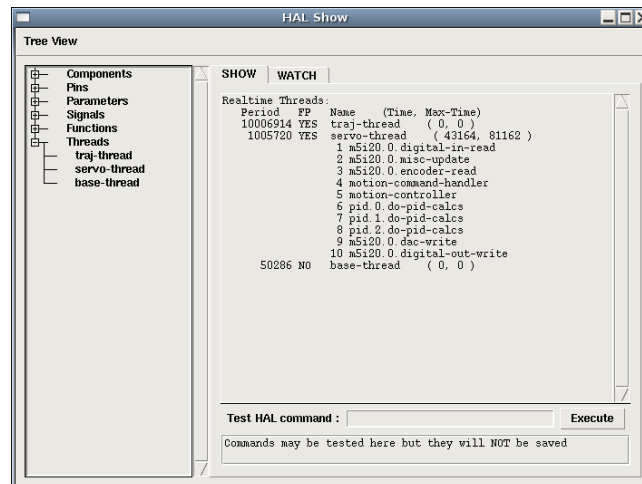 HAL Show
Tree View
Components
Pins
Parameters
Signals
Functions
Threads
traj-thread
servo-thread
base-thread
SHOW WATCH
Realtime Threads:
Period FP Name (Time, Max-Time)
10006914 YES traj-thread ( 0, 0 )
1005720 YES servo-thread ( 43164, 81162 )
1 m5i20.0.digital-in-read
2 m5i20.0.misc-update
3 m5i20.0.encoder-read
4 motion-command-handler
5 motion-controller
6 pid.0.do-pid-calcs
7 pid.1.do-pid-calcs
8 pid.2.do-pid-calcs
9 m5i20.0.dac-write
10 m5i20.0.digital-out-write
50286 NO base-thread ( 0, 0 )
Test HAL command :
Execute
Commands may be tested here but they will NOT be saved